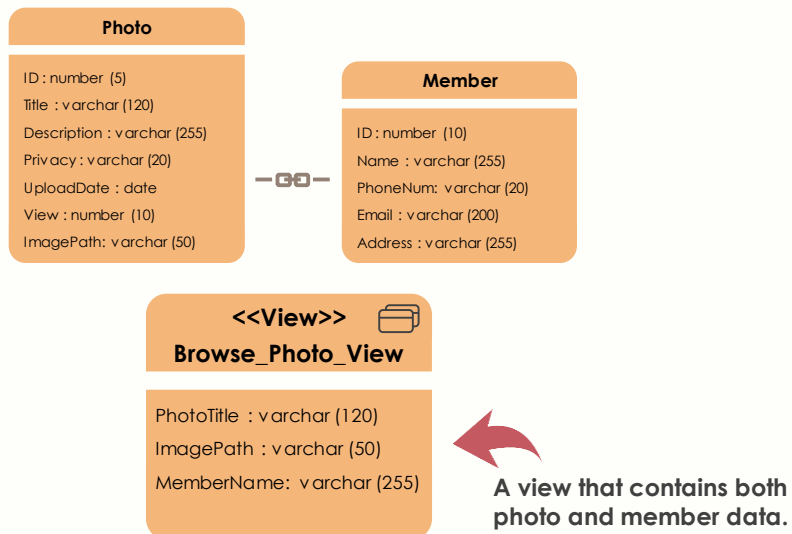 Photo
ID : number (5)
Title : varchar (120)
Description : varchar (255)
Privacy : varchar (20)
UploadDate : date
View : number (10)
ImagePath: varchar (50)
Member
ID : number (10)
Name : varchar (255)
PhoneNum: varchar (20)
Email : varchar (200)
Address : varchar (255)
<<View>>
Browse_Photo_View
PhotoTitle : varchar (120)
ImagePath : varchar (50)
MemberName: varchar (255)
A view that contains both
photo and member data.